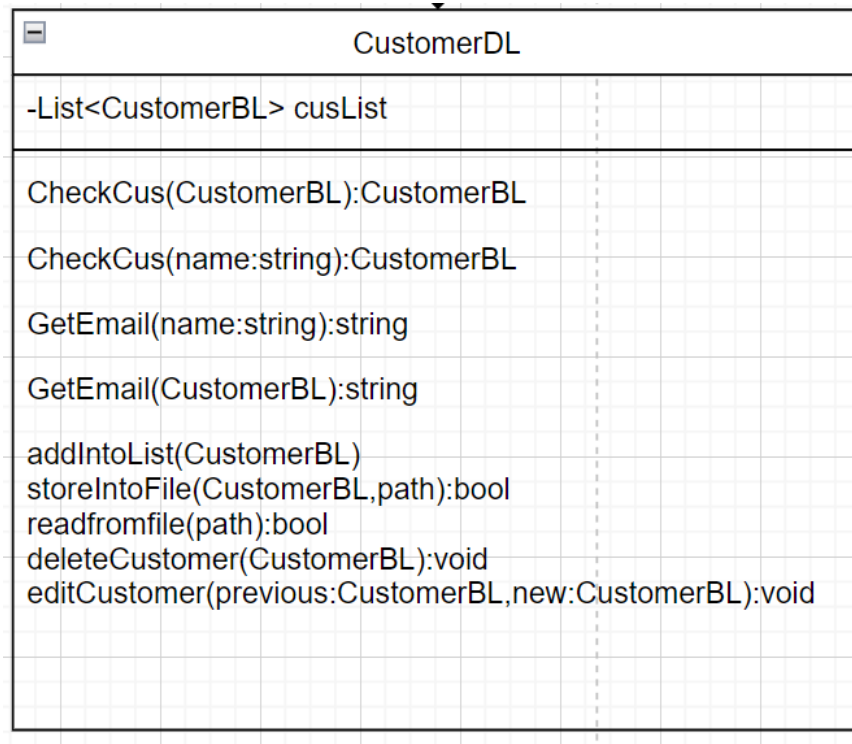 CustomerDL
-List<CustomerBL> cusList
CheckCus(CustomerBL):CustomerBL
CheckCus(name:string):CustomerBL
GetEmail(name:string):string
GetEmail(CustomerBL):string
addIntoList(CustomerBL)
storeIntoFile(CustomerBL,path):bool
readfromfile(path):bool
deleteCustomer(CustomerBL):void
editCustomer(previous:CustomerBL,new:CustomerBL):void